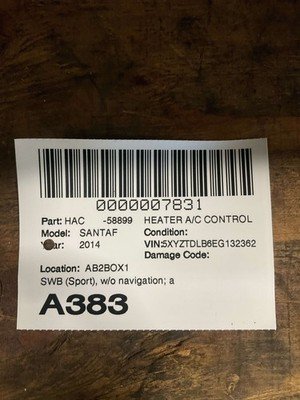 0000007831
Part: HAC -58899 HEATER A/C CONTROL
Model: SANTAF Condition:
Year: 2014 VIN:5XYZTDLB6EG132362
Damage Code:
Location: AB2BOX1
SWB (Sport), w/o navigation; a
A383